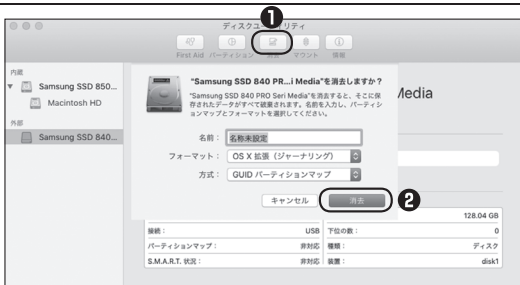 ❶
ディスクユーティリティ
First Aid パーティション 消去 マウント 情報
内蔵
Samsung SSD 850...
Macintosh HD
外部
Samsung SSD 840...
Media
"Samsung SSD 840 PR...i Media"を消去しますか？
"Samsung SSD 840 PRO Seri Media"を消去すると、そこに保
存されたデータがすべて破棄されます。名前を入力し、パーティシ
ョンマップとフォーマットを選択してください。
名前： 名称未設定
フォーマット： OS X 拡張（ジャーナリング）
方式： GUID パーティションマップ
キャンセル 消去 ❷
128.04 GB
接続： USB 下位の数： 0
パーティションマップ： 非対応 種類： ディスク
S.M.A.R.T. 状況： 非対応 装置： disk1